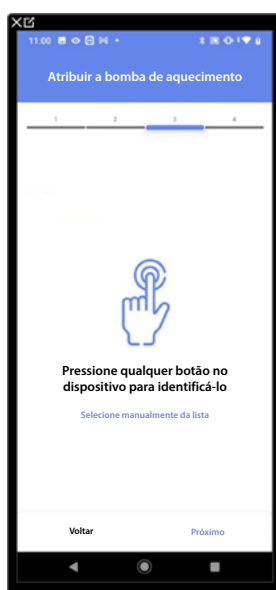 11:00
Atribuir a bomba de aquecimento
1 2 3 4
Pressione qualquer botão no
dispositivo para identificá-lo
Selecione manualmente da lista
Voltar Próximo